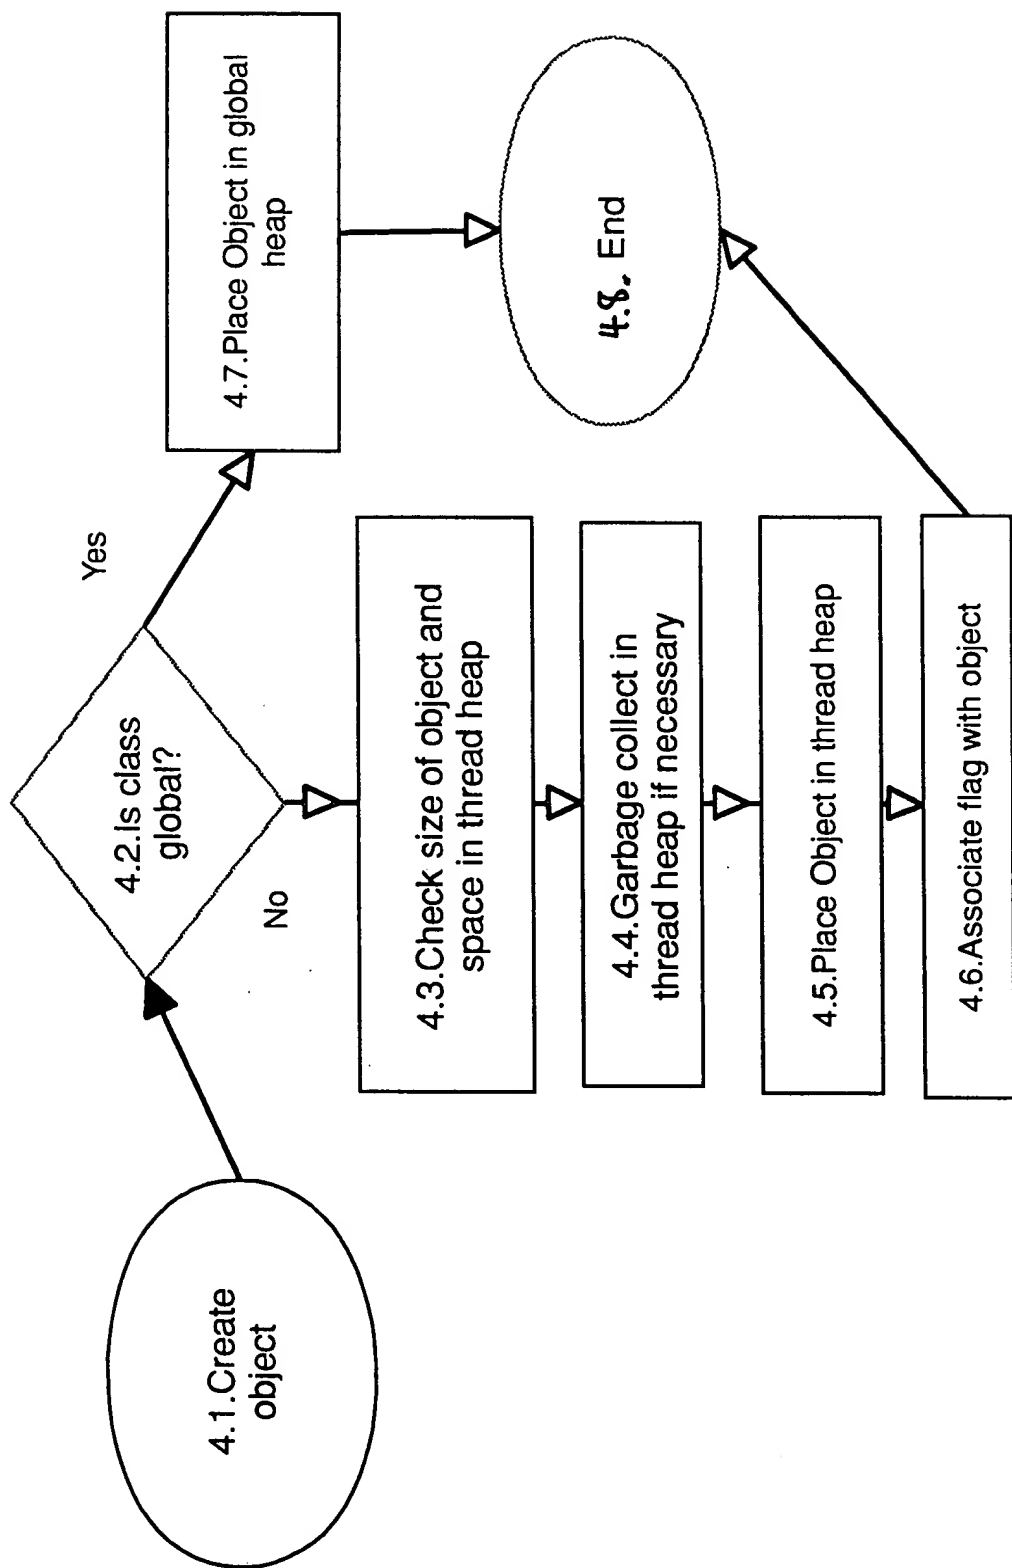 4.1.Create
object
4.2.Is class
global?
Yes
No
4.3.Check size of object and
space in thread heap
4.4.Garbage collect in
thread heap if necessary
4.5.Place Object in thread heap
4.6.Associate flag with object
4.7.Place Object in global
heap
4.8. End